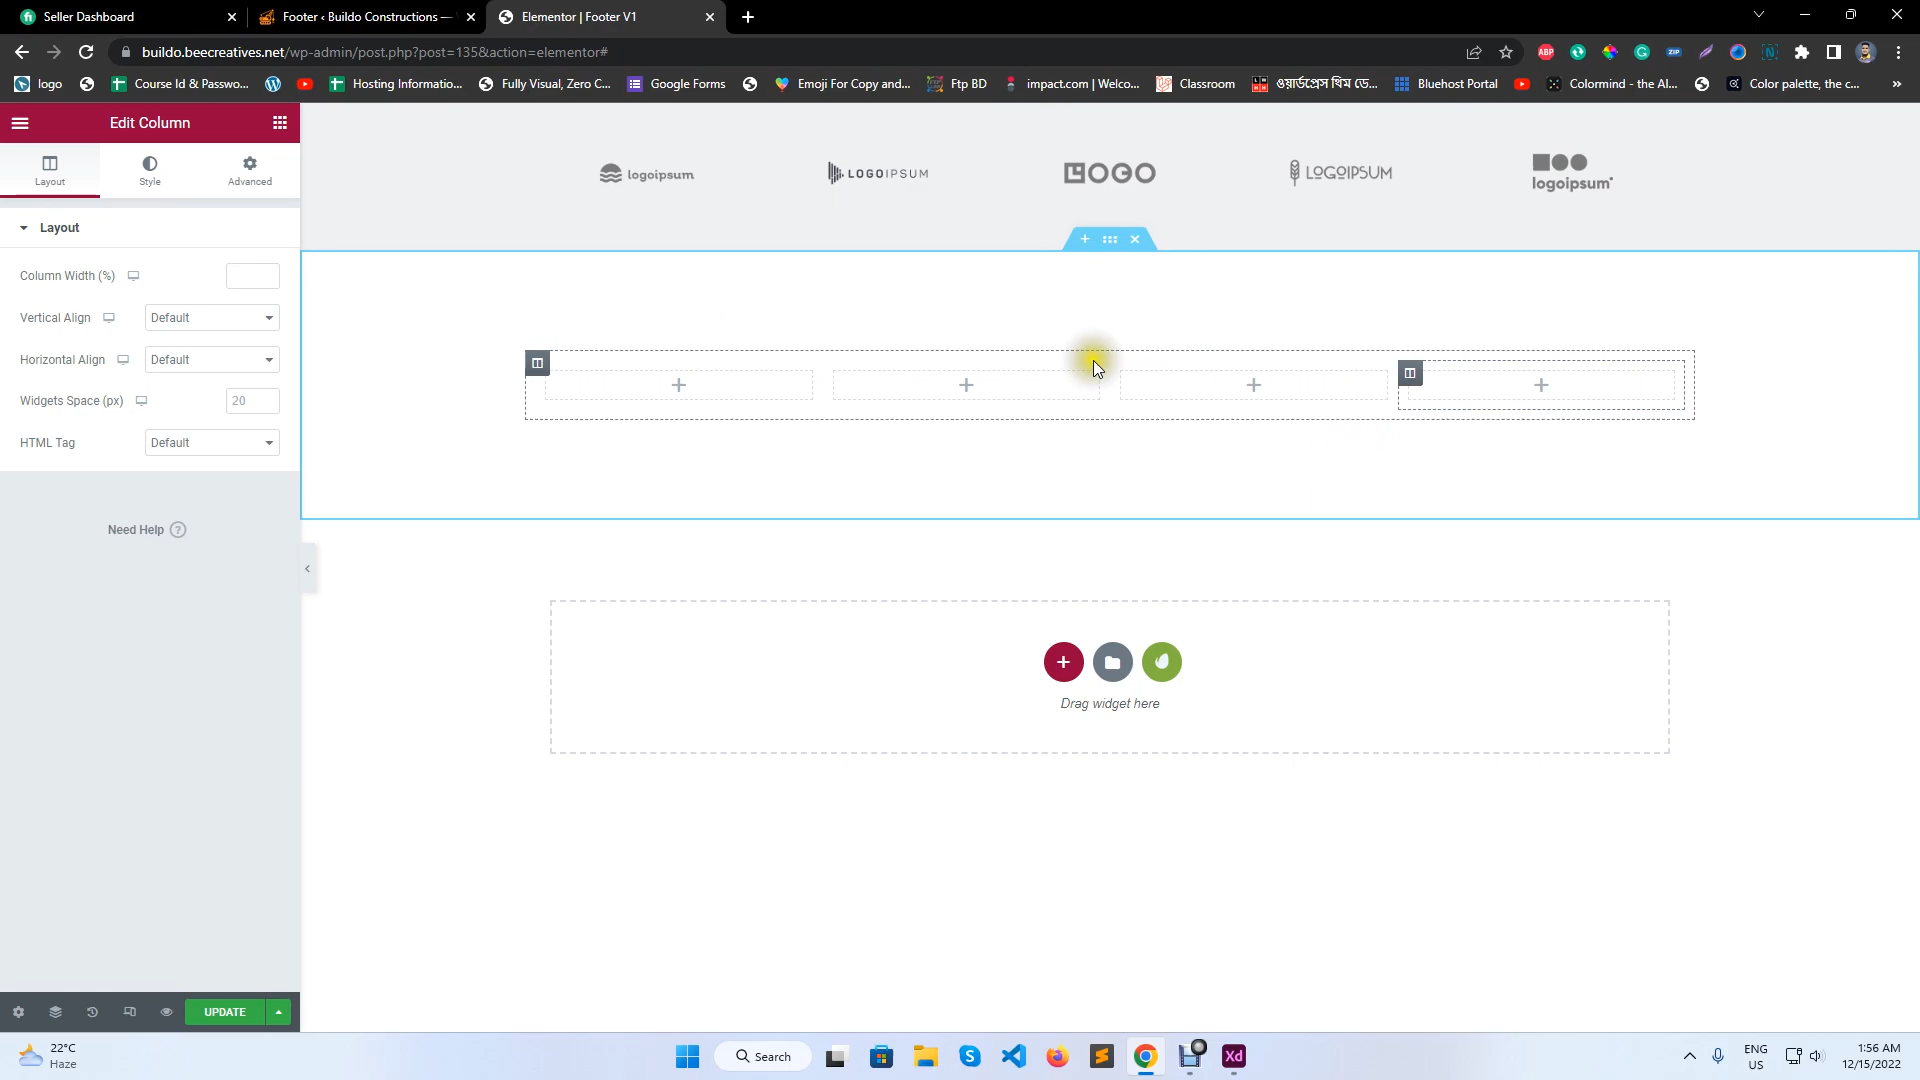 Seller Dashboard
Footer ‹ Buildo Constructions —
Elementor | Footer V1
buildo.beecreatives.net/wp-admin/post.php?post=135&action=elementor#
logo
Course Id & Passwo...
Hosting Informatio...
Fully Visual, Zero C...
Google Forms
Emoji For Copy and...
Ftp BD
impact.com | Welco...
Classroom
ওয়ার্ডপ্রেস থিম ডে...
Bluehost Portal
Colormind - the AI...
Color palette, the c...
»
Edit Column
Layout
Style
Advanced
Layout
Column Width (%)
Vertical Align
Default
Horizontal Align
Default
Widgets Space (px)
20
HTML Tag
Default
Need Help
UPDATE
logoipsum
LOGOIPSUM
LOGO
LOGOIPSUM
logoipsum
Drag widget here
22°C
Haze
Search
Xd
ENG
US
1:56 AM
12/15/2022